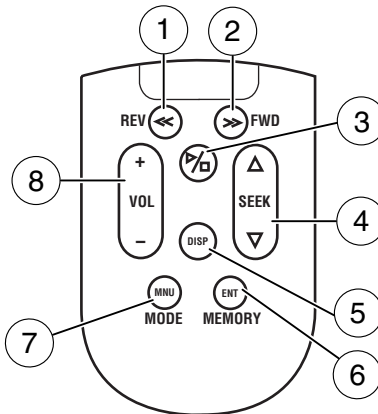 1 2
REV FWD
3
8
+
VOL SEEK
−
4
DISP
5
MNU ENT
7
MODE MEMORY
6